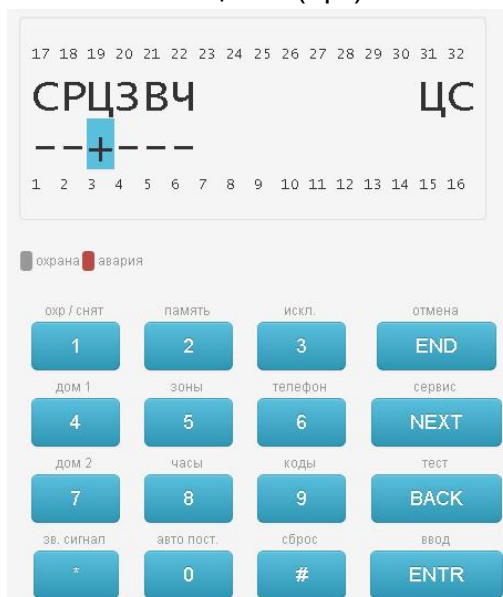 17 18 19 20 21 22 23 24 25 26 27 28 29 30 31 32
СРЦЗВЧ ЦС
--+---
1 2 3 4 5 6 7 8 9 10 11 12 13 14 15 16
охрана авария
охр / снят память искл. отмена
1 2 3 END
дом 1 зоны телефон сервис
4 5 6 NEXT
дом 2 часы коды тест
7 8 9 BACK
зв. сигнал авто пост. сброс ввод
* 0 # ENTR